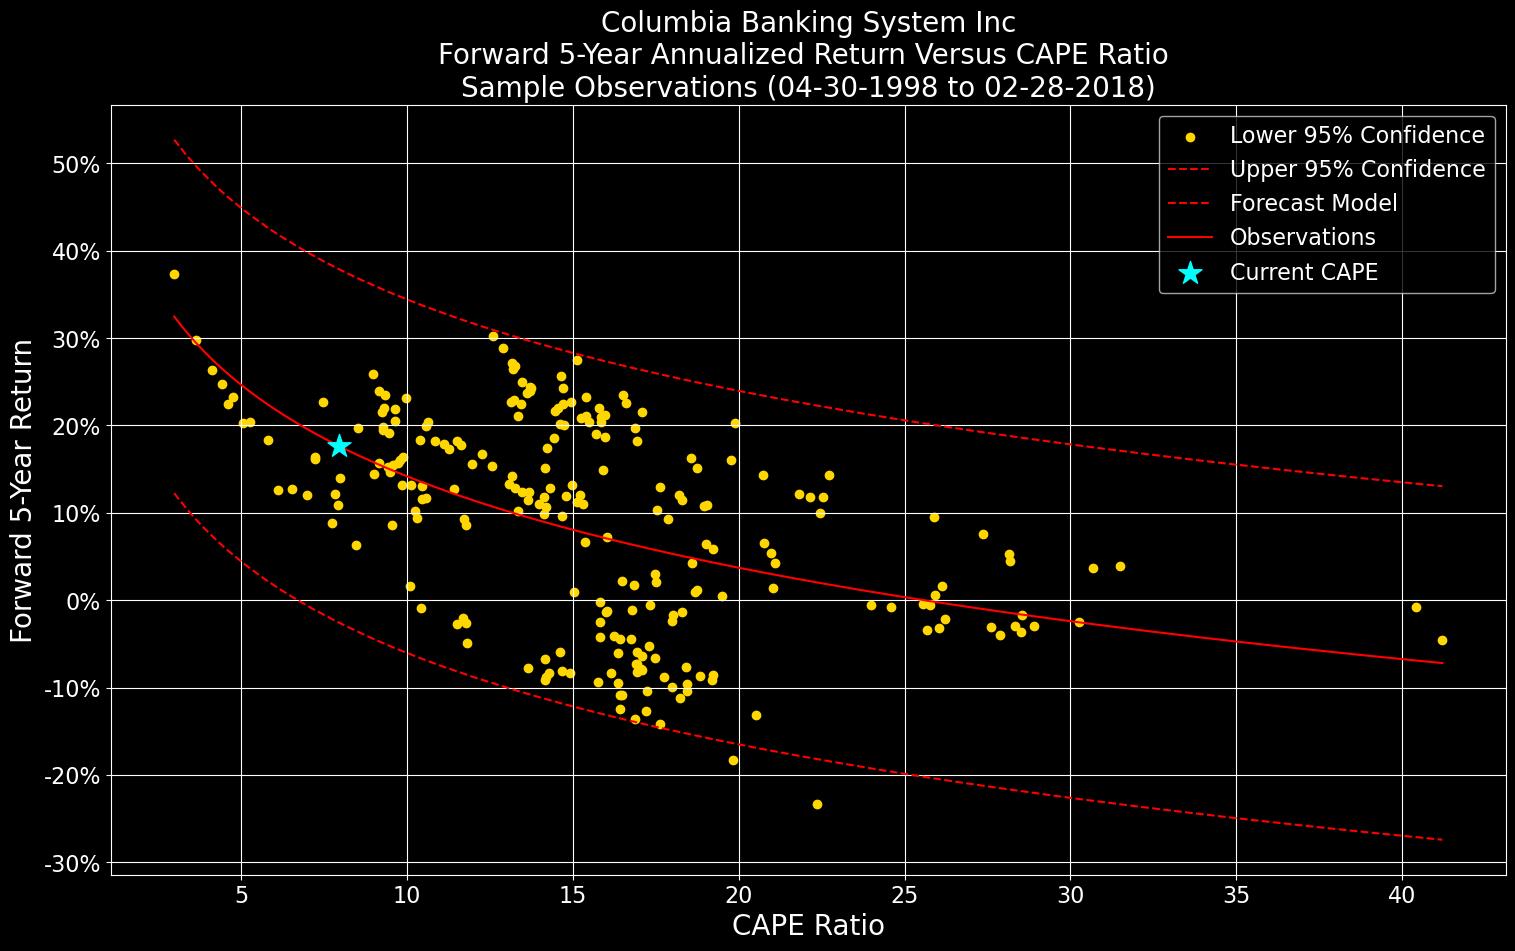 Columbia Banking System Inc
Forward 5-Year Annualized Return Versus CAPE Ratio
Sample Observations (04-30-1998 to 02-28-2018)
Lower 95% Confidence
Upper 95% Confidence
Forecast Model
Observations
Current CAPE
Forward 5-Year Return
50%
40%
30%
20%
10%
0%
-10%
-20%
-30%
5 10 15 20 25 30 35 40
CAPE Ratio